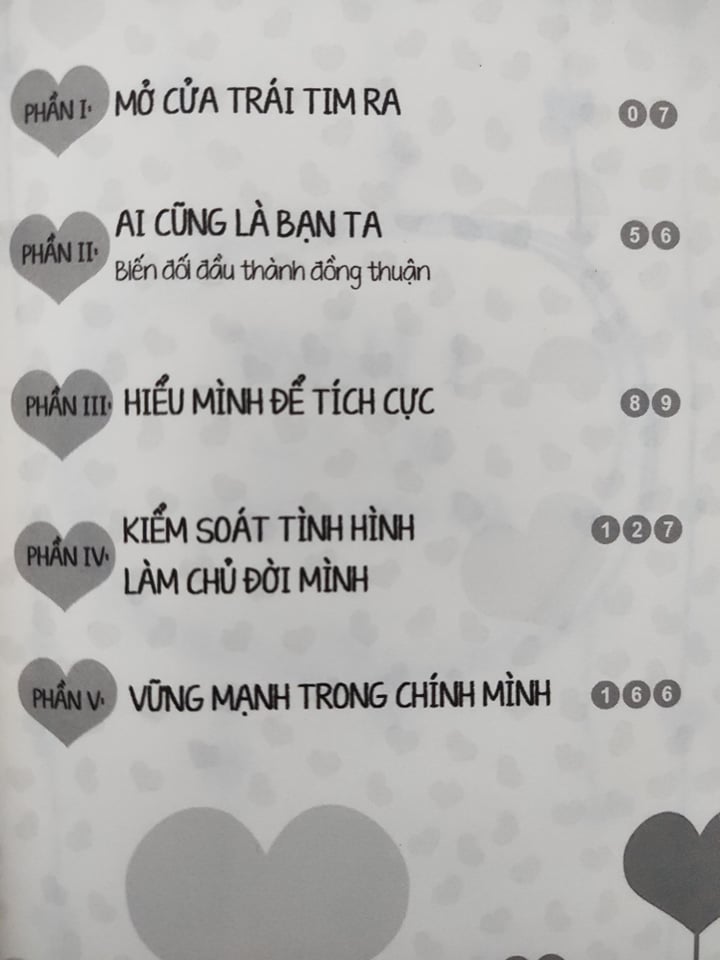 PHẦN I: MỞ CỬA TRÁI TIM RA 07
PHẦN II: AI CŨNG LÀ BẠN TA 56
Biến đối đầu thành đồng thuận
PHẦN III: HIỂU MÌNH ĐỂ TÍCH CỰC 89
PHẦN IV: KIỂM SOÁT TÌNH HÌNH 127
LÀM CHỦ ĐỜI MÌNH
PHẦN V: VỮNG MẠNH TRONG CHÍNH MÌNH 166